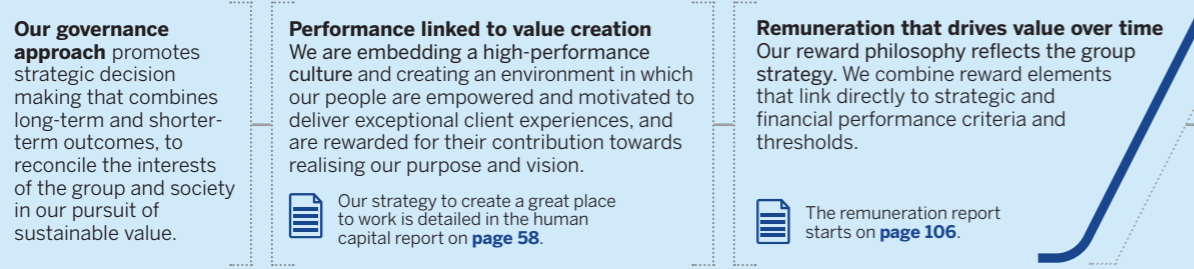 Our governance
approach promotes
strategic decision
making that combines
long-term and shorter-
term outcomes, to
reconcile the interests
of the group and society
in our pursuit of
sustainable value.
Performance linked to value creation
We are embedding a high-performance
culture and creating an environment in which
our people are empowered and motivated to
deliver exceptional client experiences, and
are rewarded for their contribution towards
realising our purpose and vision.
Our strategy to create a great place
to work is detailed in the human
capital report on page 58.
Remuneration that drives value over time
Our reward philosophy reflects the group
strategy. We combine reward elements
that link directly to strategic and
financial performance criteria and
thresholds.
The remuneration report
starts on page 106.